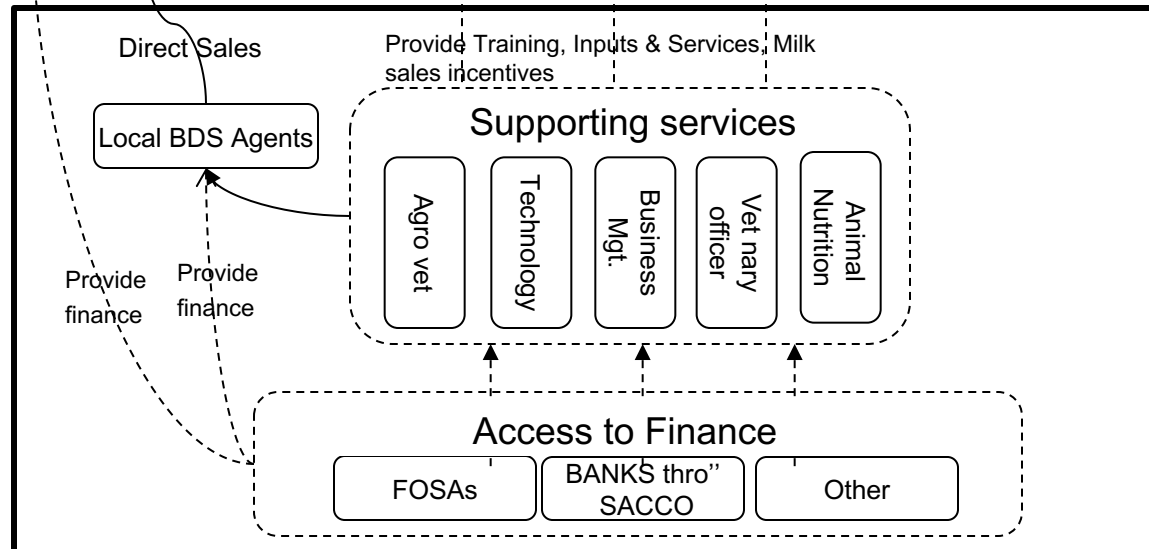 Direct Sales
Provide Training, Inputs & Services, Milk
sales incentives
Local BDS Agents
Supporting services
Agro vet
Technology
Business
Mgt.
Vet nary
officer
Animal
Nutrition
Provide
finance
Provide
finance
Access to Finance
FOSAs
BANKS thro’’
SACCO
Other